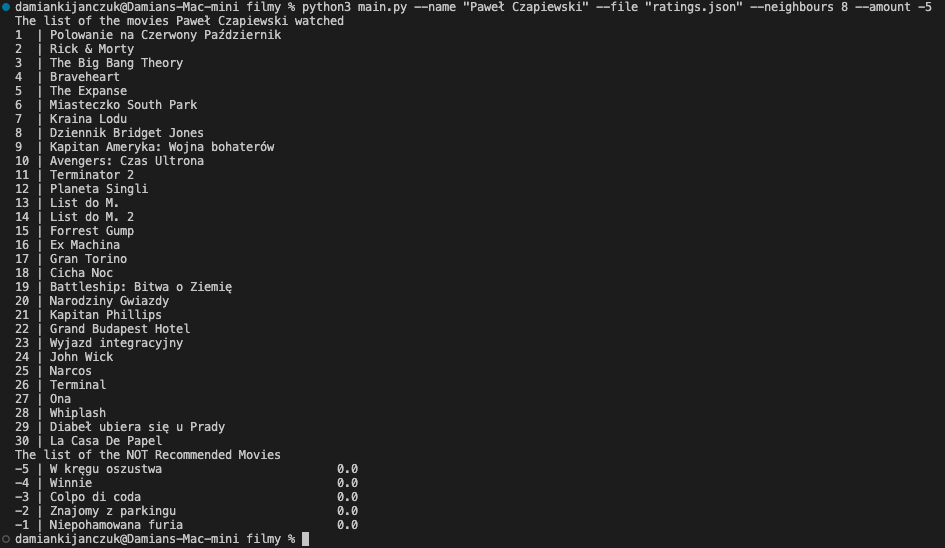 damiankijanczuk@Damians-Mac-mini filmy % python3 main.py --name "Paweł Czapiewski" --file "ratings.json" --neighbours 8 --amount -5
The list of the movies Paweł Czapiewski watched
1 | Polowanie na Czerwony Październik
2 | Rick & Morty
3 | The Big Bang Theory
4 | Braveheart
5 | The Expanse
6 | Miasteczko South Park
7 | Kraina Lodu
8 | Dziennik Bridget Jones
9 | Kapitan Ameryka: Wojna bohaterów
10 | Avengers: Czas Ultrona
11 | Terminator 2
12 | Planeta Singli
13 | List do M.
14 | List do M. 2
15 | Forrest Gump
16 | Ex Machina
17 | Gran Torino
18 | Cicha Noc
19 | Battleship: Bitwa o Ziemię
20 | Narodziny Gwiazdy
21 | Kapitan Phillips
22 | Grand Budapest Hotel
23 | Wyjazd integracyjny
24 | John Wick
25 | Narcos
26 | Terminal
27 | Ona
28 | Whiplash
29 | Diabeł ubiera się u Prady
30 | La Casa De Papel
The list of the NOT Recommended Movies
-5 | W kręgu oszustwa 0.0
-4 | Winnie 0.0
-3 | Colpo di coda 0.0
-2 | Znajomy z parkingu 0.0
-1 | Niepohamowana furia 0.0
damiankijanczuk@Damians-Mac-mini filmy %